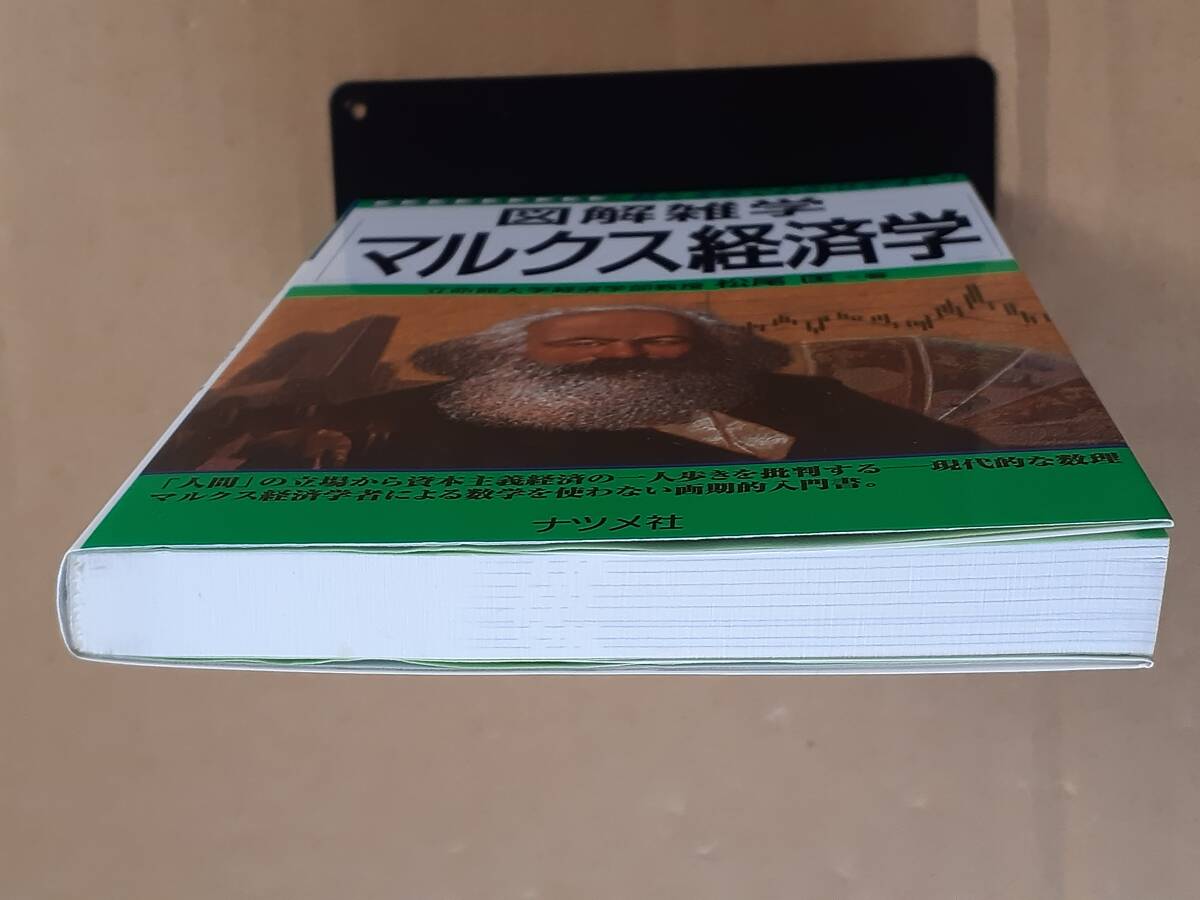 図解雑学
マルクス経済学
立命館大学経済学部教授 松尾 匡 著
「人間」の立場から資本主義経済の一人歩きを批判する——現代的な数理
マルクス経済学者による数学を使わない画期的入門書。
ナツメ社